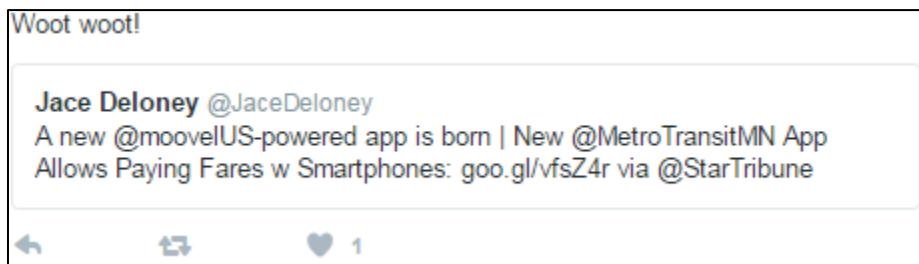 Woot woot!
Jace Deloney @JaceDeloney
A new @moovelUS-powered app is born | New @MetroTransitMN App
Allows Paying Fares w Smartphones: goo.gl/vfsZ4r via @StarTribune
1